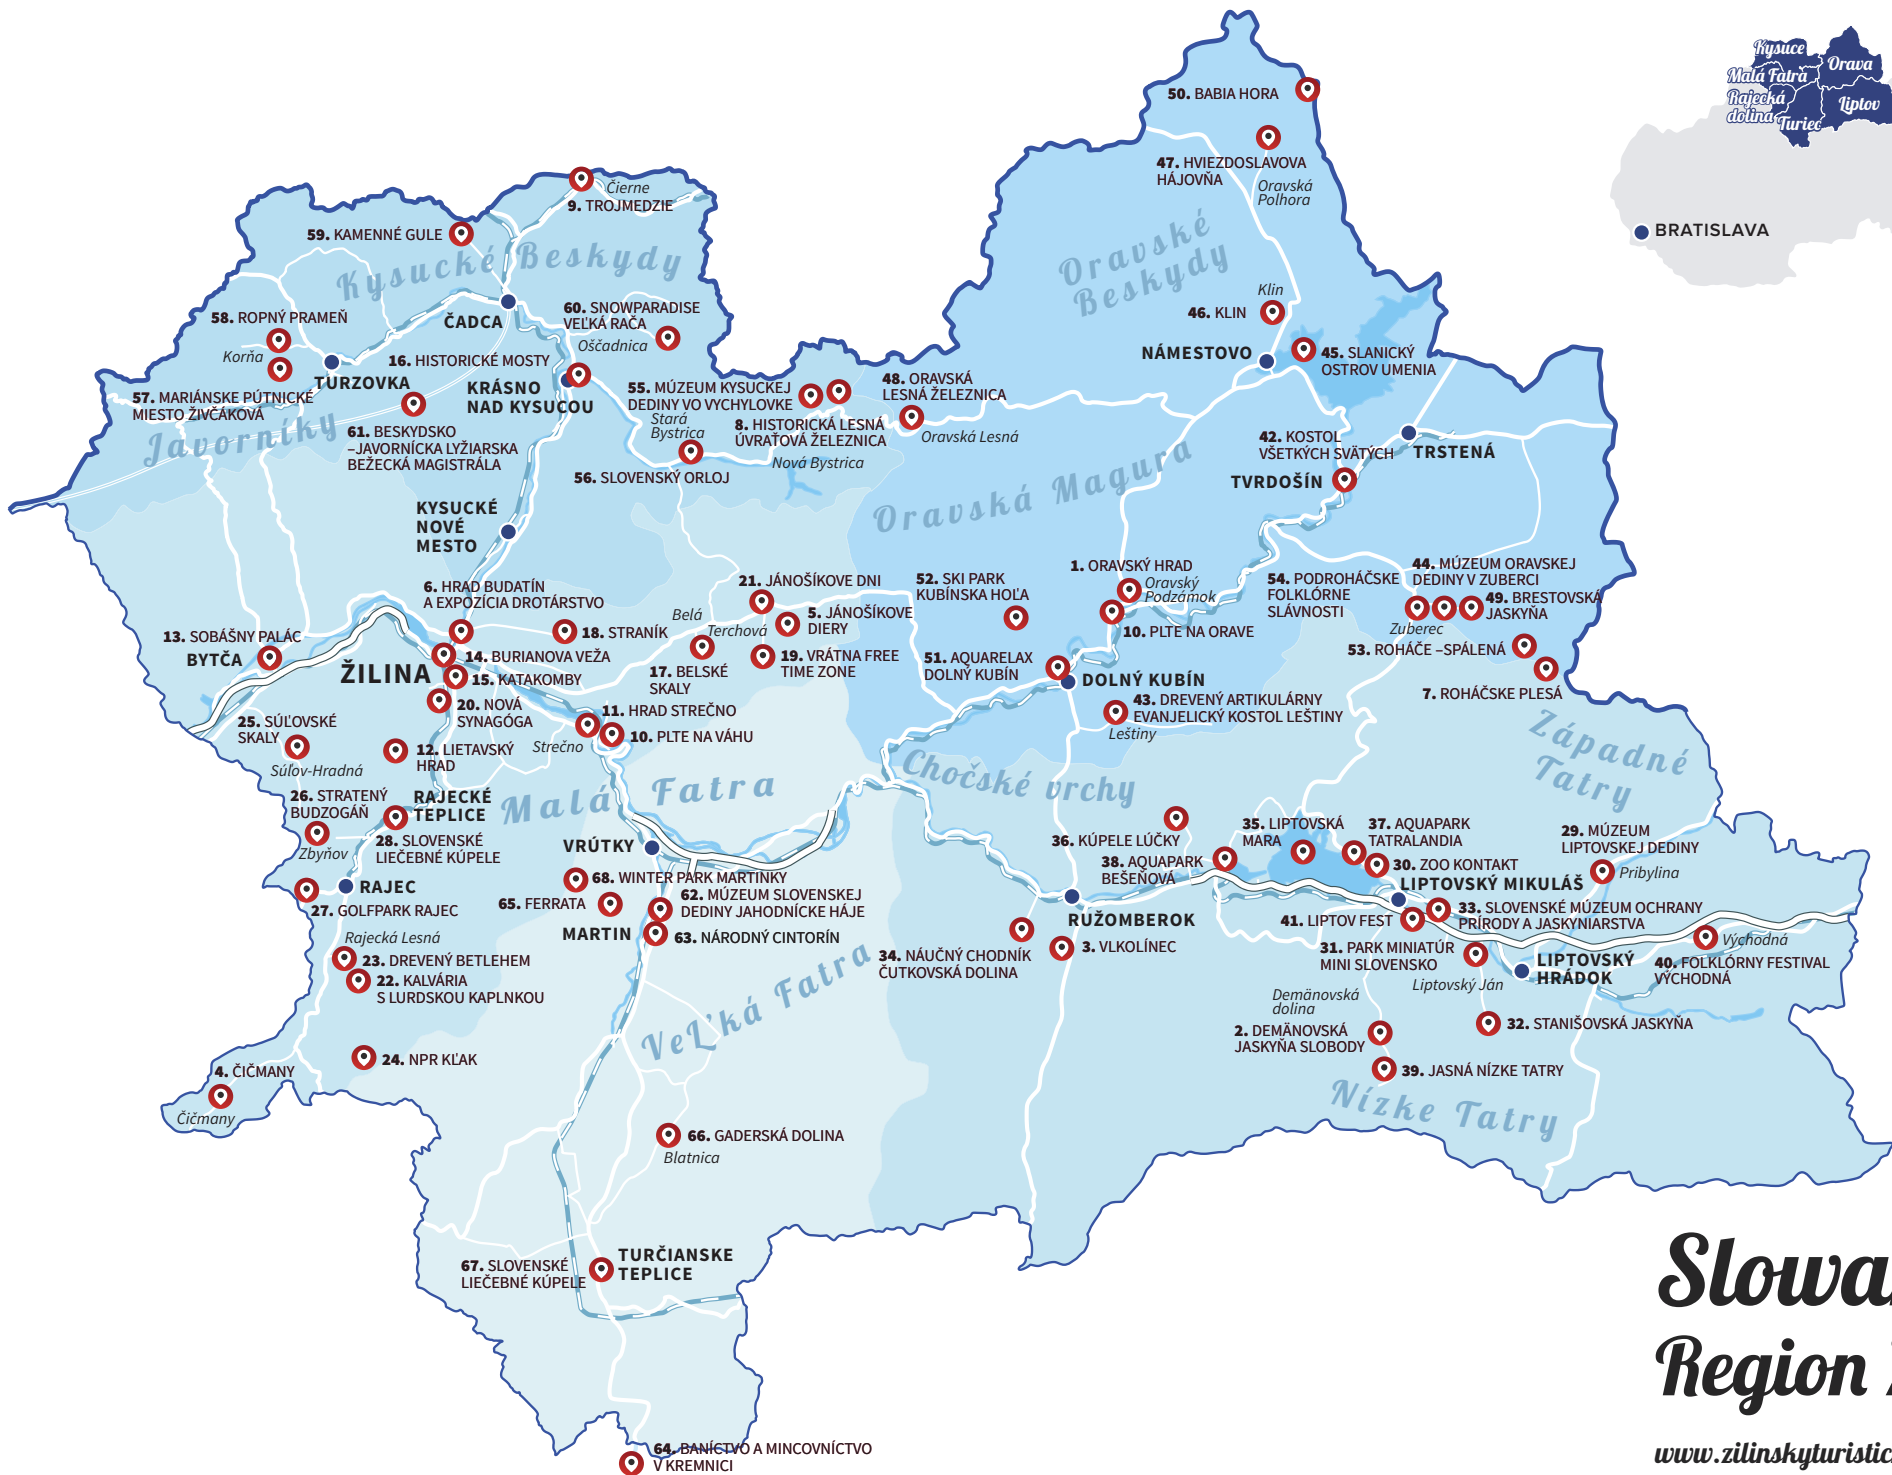 Kysuce
Malá Fatra
Orava
Rajecká
dolina
Liptov
Turiec
BRATISLAVA
50. BABIA HORA
47. HVIEZDOSLAVOVA
HÁJOVŇA
Oravská
Polhora
Čierne
9. TROJMEDZIE
59. KAMENNÉ GULE
Kysucké Beskydy
Oravské
Beskydy
Klin
46. KLIN
58. ROPNÝ PRAMEŇ
Korňa
ČADCA
60. SNOWPARADISE
VEĽKÁ RAČA
Oščadnica
NÁMESTOVO
45. SLANICKÝ
OSTROV UMENIA
16. HISTORICKÉ MOSTY
TURZOVKA
KRÁSNO
NAD KYSUCOU
57. MARIÁNSKE PÚTNICKÉ
MIESTO ŽIVČÁKOVÁ
Javorníky
55. MÚZEUM KYSUCKEJ
DEDINY VO VYCHYLOVKE
48. ORAVSKÁ
LESNÁ ŽELEZNICA
Stará
Bystrica
8. HISTORICKÁ LESNÁ
ÚVRAŤOVÁ ŽELEZNICA
Oravská Lesná
Nová Bystrica
61. BESKYDSKO
–JAVORNÍCKA LYŽIARSKA
BEŽECKÁ MAGISTRÁLA
56. SLOVENSKÝ ORLOJ
42. KOSTOL
VŠETKÝCH SVÄTÝCH
TRSTENÁ
TVRDOŠÍN
Oravská Magura
KYSUCKÉ
NOVÉ
MESTO
6. HRAD BUDATÍN
A EXPOZÍCIA DROTÁRSTVO
21. JÁNOŠÍKOVE DNI
52. SKI PARK
KUBÍNSKA HOĽA
1. ORAVSKÝ HRAD
Oravský
Podzámok
54. PODROHÁČSKE
FOLKLÓRNE
SLÁVNOSTI
44. MÚZEUM ORAVSKEJ
DEDINY V ZUBERCI
49. BRESTOVSKÁ
JASKYŇA
Zuberec
Belá
Terchová
5. JÁNOŠÍKOVE
DIERY
13. SOBÁŠNY PALÁC
BYTČA
18. STRANÍK
10. PLTE NA ORAVE
53. ROHÁČE –SPÁLENÁ
14. BURIANOVA VEŽA
ŽILINA
15. KATAKOMBY
17. BELSKÉ
SKALY
19. VRÁTNA FREE
TIME ZONE
51. AQUARELAX
DOLNÝ KUBÍN
DOLNÝ KUBÍN
7. ROHÁČSKE PLESÁ
20. NOVÁ
SYNAGÓGA
11. HRAD STREČNO
43. DREVENÝ ARTIKULÁRNY
EVANJELICKÝ KOSTOL LEŠTINY
Leštiny
25. SÚĽOVSKÉ
SKALY
10. PLTE NA VÁHU
Strečno
12. LIETAVSKÝ
HRAD
Súľov-Hradná
Západné
Tatry
Chočské vrchy
Malá Fatra
26. STRATENÝ
BUDZOGÁŇ
RAJECKÉ
TEPLICE
Zbyňov
28. SLOVENSKÉ
LIEČEBNÉ KÚPELE
VRÚTKY
36. KÚPELE LÚČKY
35. LIPTOVSKÁ
MARA
37. AQUAPARK
TATRALANDIA
29. MÚZEUM
LIPTOVSKEJ DEDINY
38. AQUAPARK
BEŠEŇOVÁ
30. ZOO KONTAKT
Pribylina
RAJEC
27. GOLFPARK RAJEC
68. WINTER PARK MARTINKY
65. FERRATA
62. MÚZEUM SLOVENSKEJ
DEDINY JAHODNÍCKE HÁJE
LIPTOVSKÝ MIKULÁŠ
RUŽOMBEROK
41. LIPTOV FEST
33. SLOVENSKÉ MÚZEUM OCHRANY
PRÍRODY A JASKYNIARSTVA
MARTIN
63. NÁRODNÝ CINTORÍN
Rajecká Lesná
23. DREVENÝ BETLEHEM
22. KALVÁRIA
S LURDSKOU KAPLNKOU
34. NÁUČNÝ CHODNÍK
ČUTKOVSKÁ DOLINA
3. VLKOLÍNEC
31. PARK MINIATÚR
MINI SLOVENSKO
Liptovský Ján
LIPTOVSKÝ
HRÁDOK
Východná
40. FOLKLÓRNY FESTIVAL
VÝCHODNÁ
Veľká Fatra
Demänovská
dolina
2. DEMÄNOVSKÁ
JASKYŇA SLOBODY
32. STANIŠOVSKÁ JASKYŇA
24. NPR KĽAK
4. ČIČMANY
Čičmany
39. JASNÁ NÍZKE TATRY
Nízke Tatry
66. GADERSKÁ DOLINA
Blatnica
67. SLOVENSKÉ
LIEČEBNÉ KÚPELE
TURČIANSKE
TEPLICE
64. BANÍCTVO A MINCOVNÍCTVO
V KREMNICI
Region